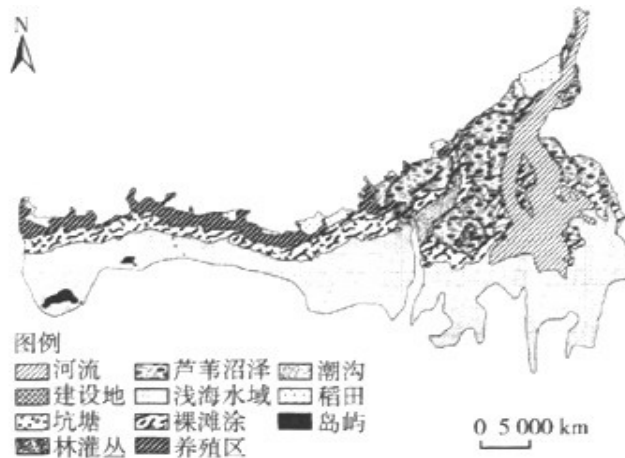 N
图例
河流 芦苇沼泽 潮沟
建设地 浅海水域 稻田
坑塘 裸滩涂 岛屿
林灌丛 养殖区
0 5 000 km